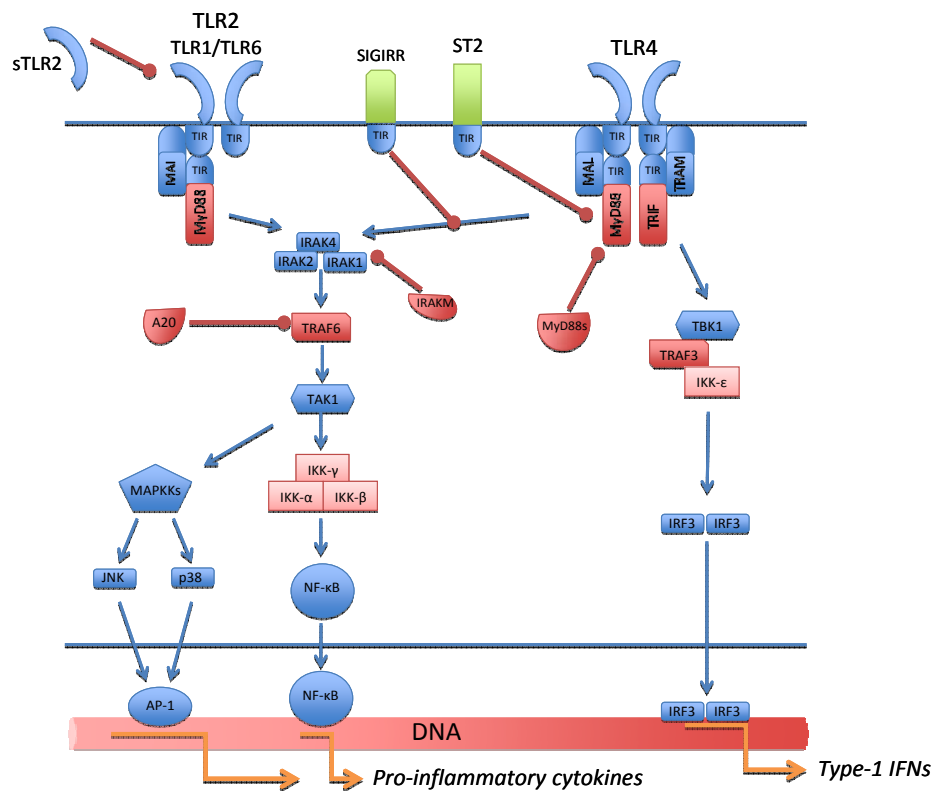 TLR2
TLR1/TLR6
sTLR2
SIGIRR
ST2
TLR4
TIR
TIR
TIR
TIR
TIR
TIR
MAI
TIR
MyD88
MAL
TIR
MyD88
TIR
TRIF
TRAM
IRAK4
IRAK2
IRAK1
IRAKM
A20
TRAF6
MyD88s
TBK1
TRAF3
IKK-ε
TAK1
IKK-γ
IKK-α
IKK-β
MAPKKs
IRF3
IRF3
JNK
p38
NF-κB
AP-1
NF-κB
IRF3
IRF3
DNA
Pro-inflammatory cytokines
Type-1 IFNs